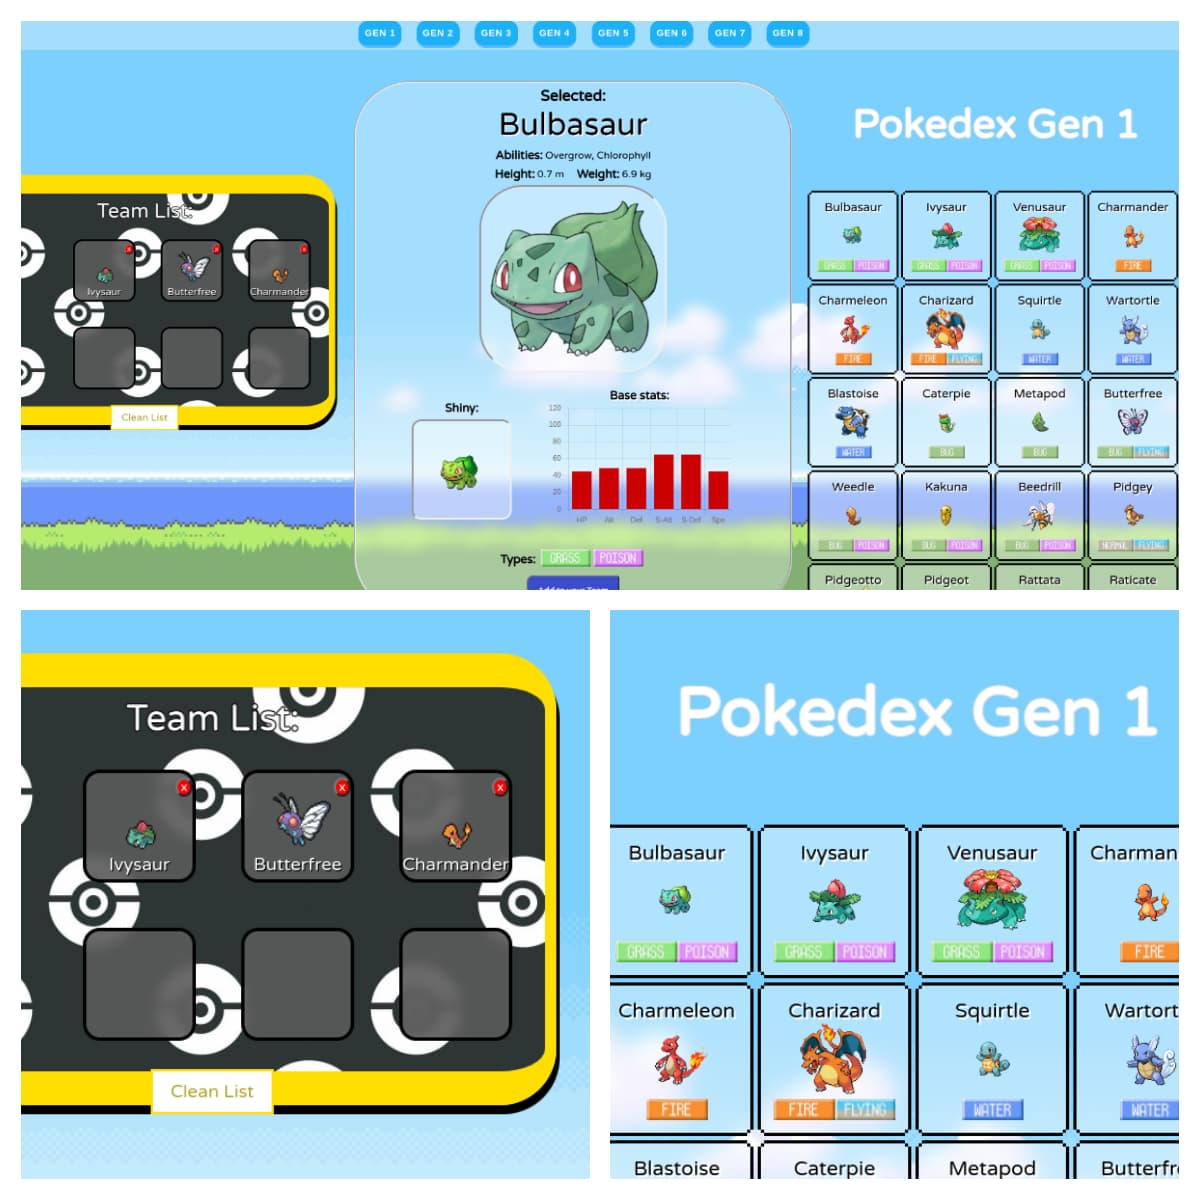 GEN 1 GEN 2 GEN 3 GEN 4 GEN 5 GEN 6 GEN 7 GEN 8
Selected:
Bulbasaur
Abilities: Overgrow, Chlorophyll
Height: 0.7 m Weight: 6.9 kg
Shiny:
Base stats:
120
100
80
60
40
20
0
HP Att Def S-Att S-Def Spe
Types: GRASS POISON
Add to your Team
Team List:
X X X
Ivysaur Butterfree Charmander
Clean List
Pokedex Gen 1
Bulbasaur Ivysaur Venusaur Charmander
GRASS POISON GRASS POISON GRASS POISON FIRE
Charmeleon Charizard Squirtle Wartortle
FIRE FIRE FLYING WATER WATER
Blastoise Caterpie Metapod Butterfree
WATER BUG BUG BUG FLYING
Weedle Kakuna Beedrill Pidgey
BUG POISON BUG POISON BUG POISON NORMAL FLYING
Pidgeotto Pidgeot Rattata Raticate
Team List:
X X X
Ivysaur Butterfree Charmander
Clean List
Pokedex Gen 1
Bulbasaur Ivysaur Venusaur Charman
GRASS POISON GRASS POISON GRASS POISON FIRE
Charmeleon Charizard Squirtle Wartort
FIRE FIRE FLYING WATER WATER
Blastoise Caterpie Metapod Butterfr